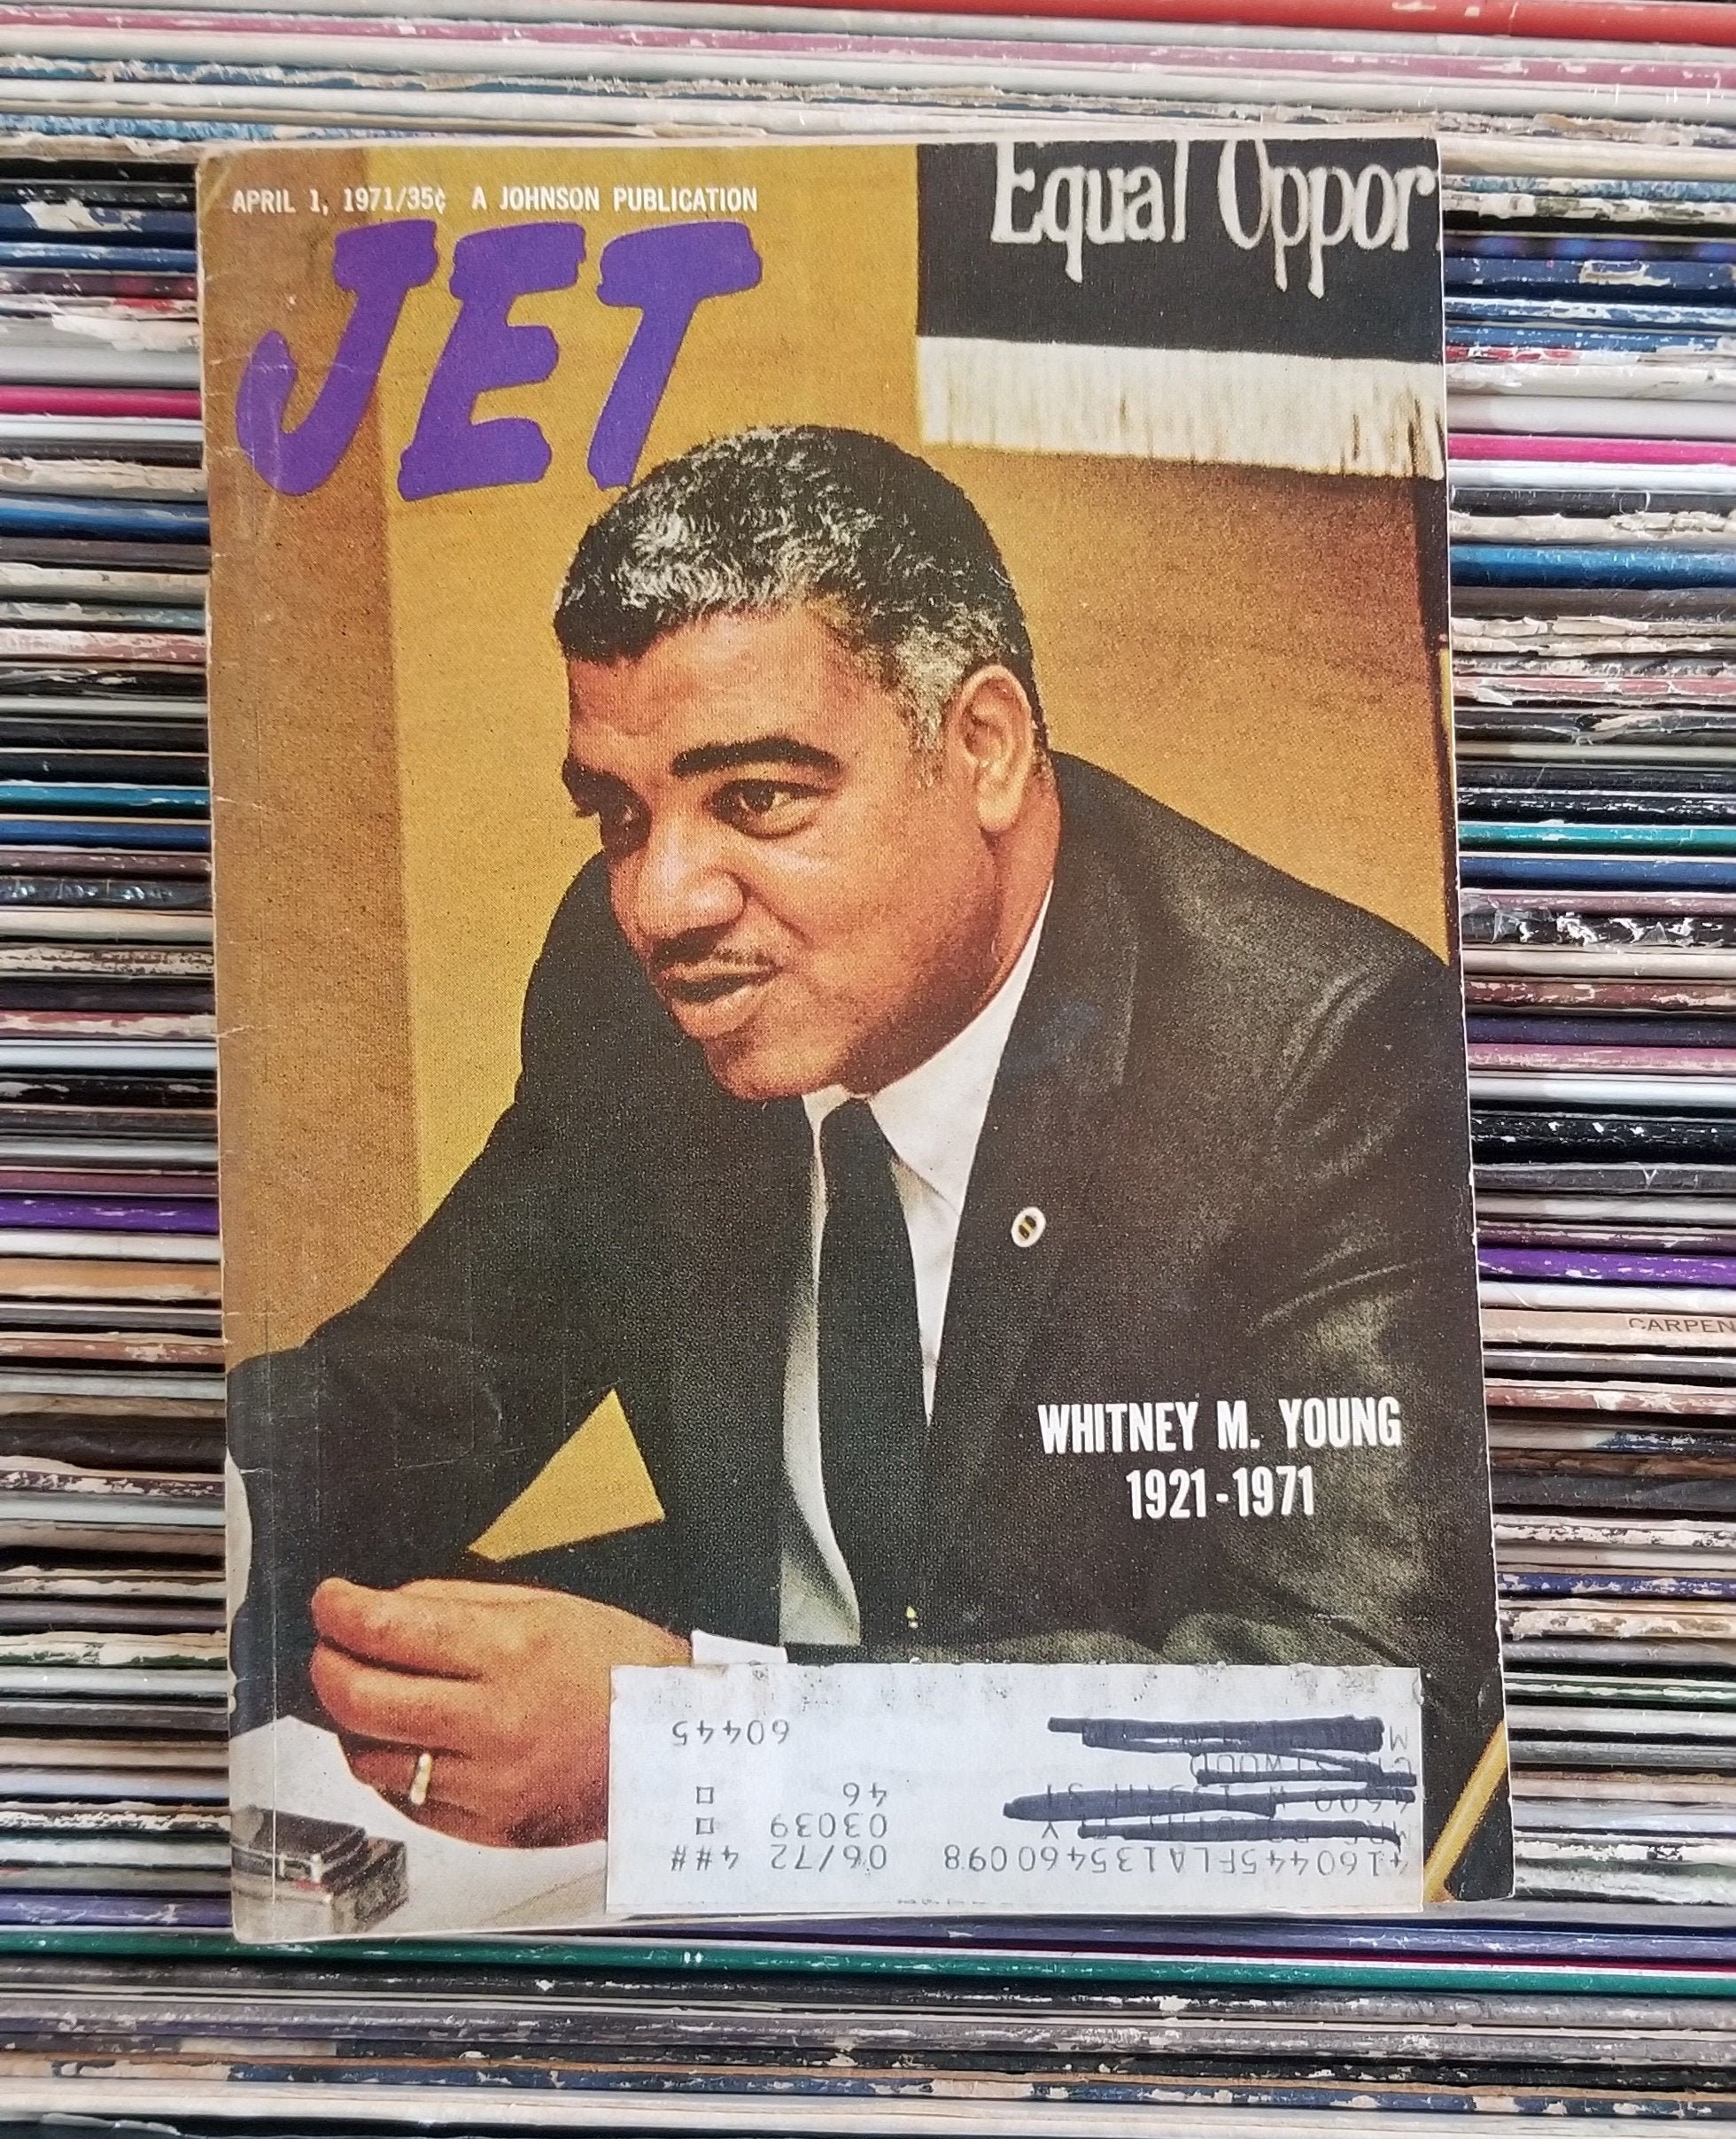 Equal Oppor
APRIL 1, 1971/35¢ A JOHNSON PUBLICATION
JET
CARPEN
WHITNEY M. YOUNG
1921-1971
4160445FLA135460098 06/72 4##
03039
46
60445